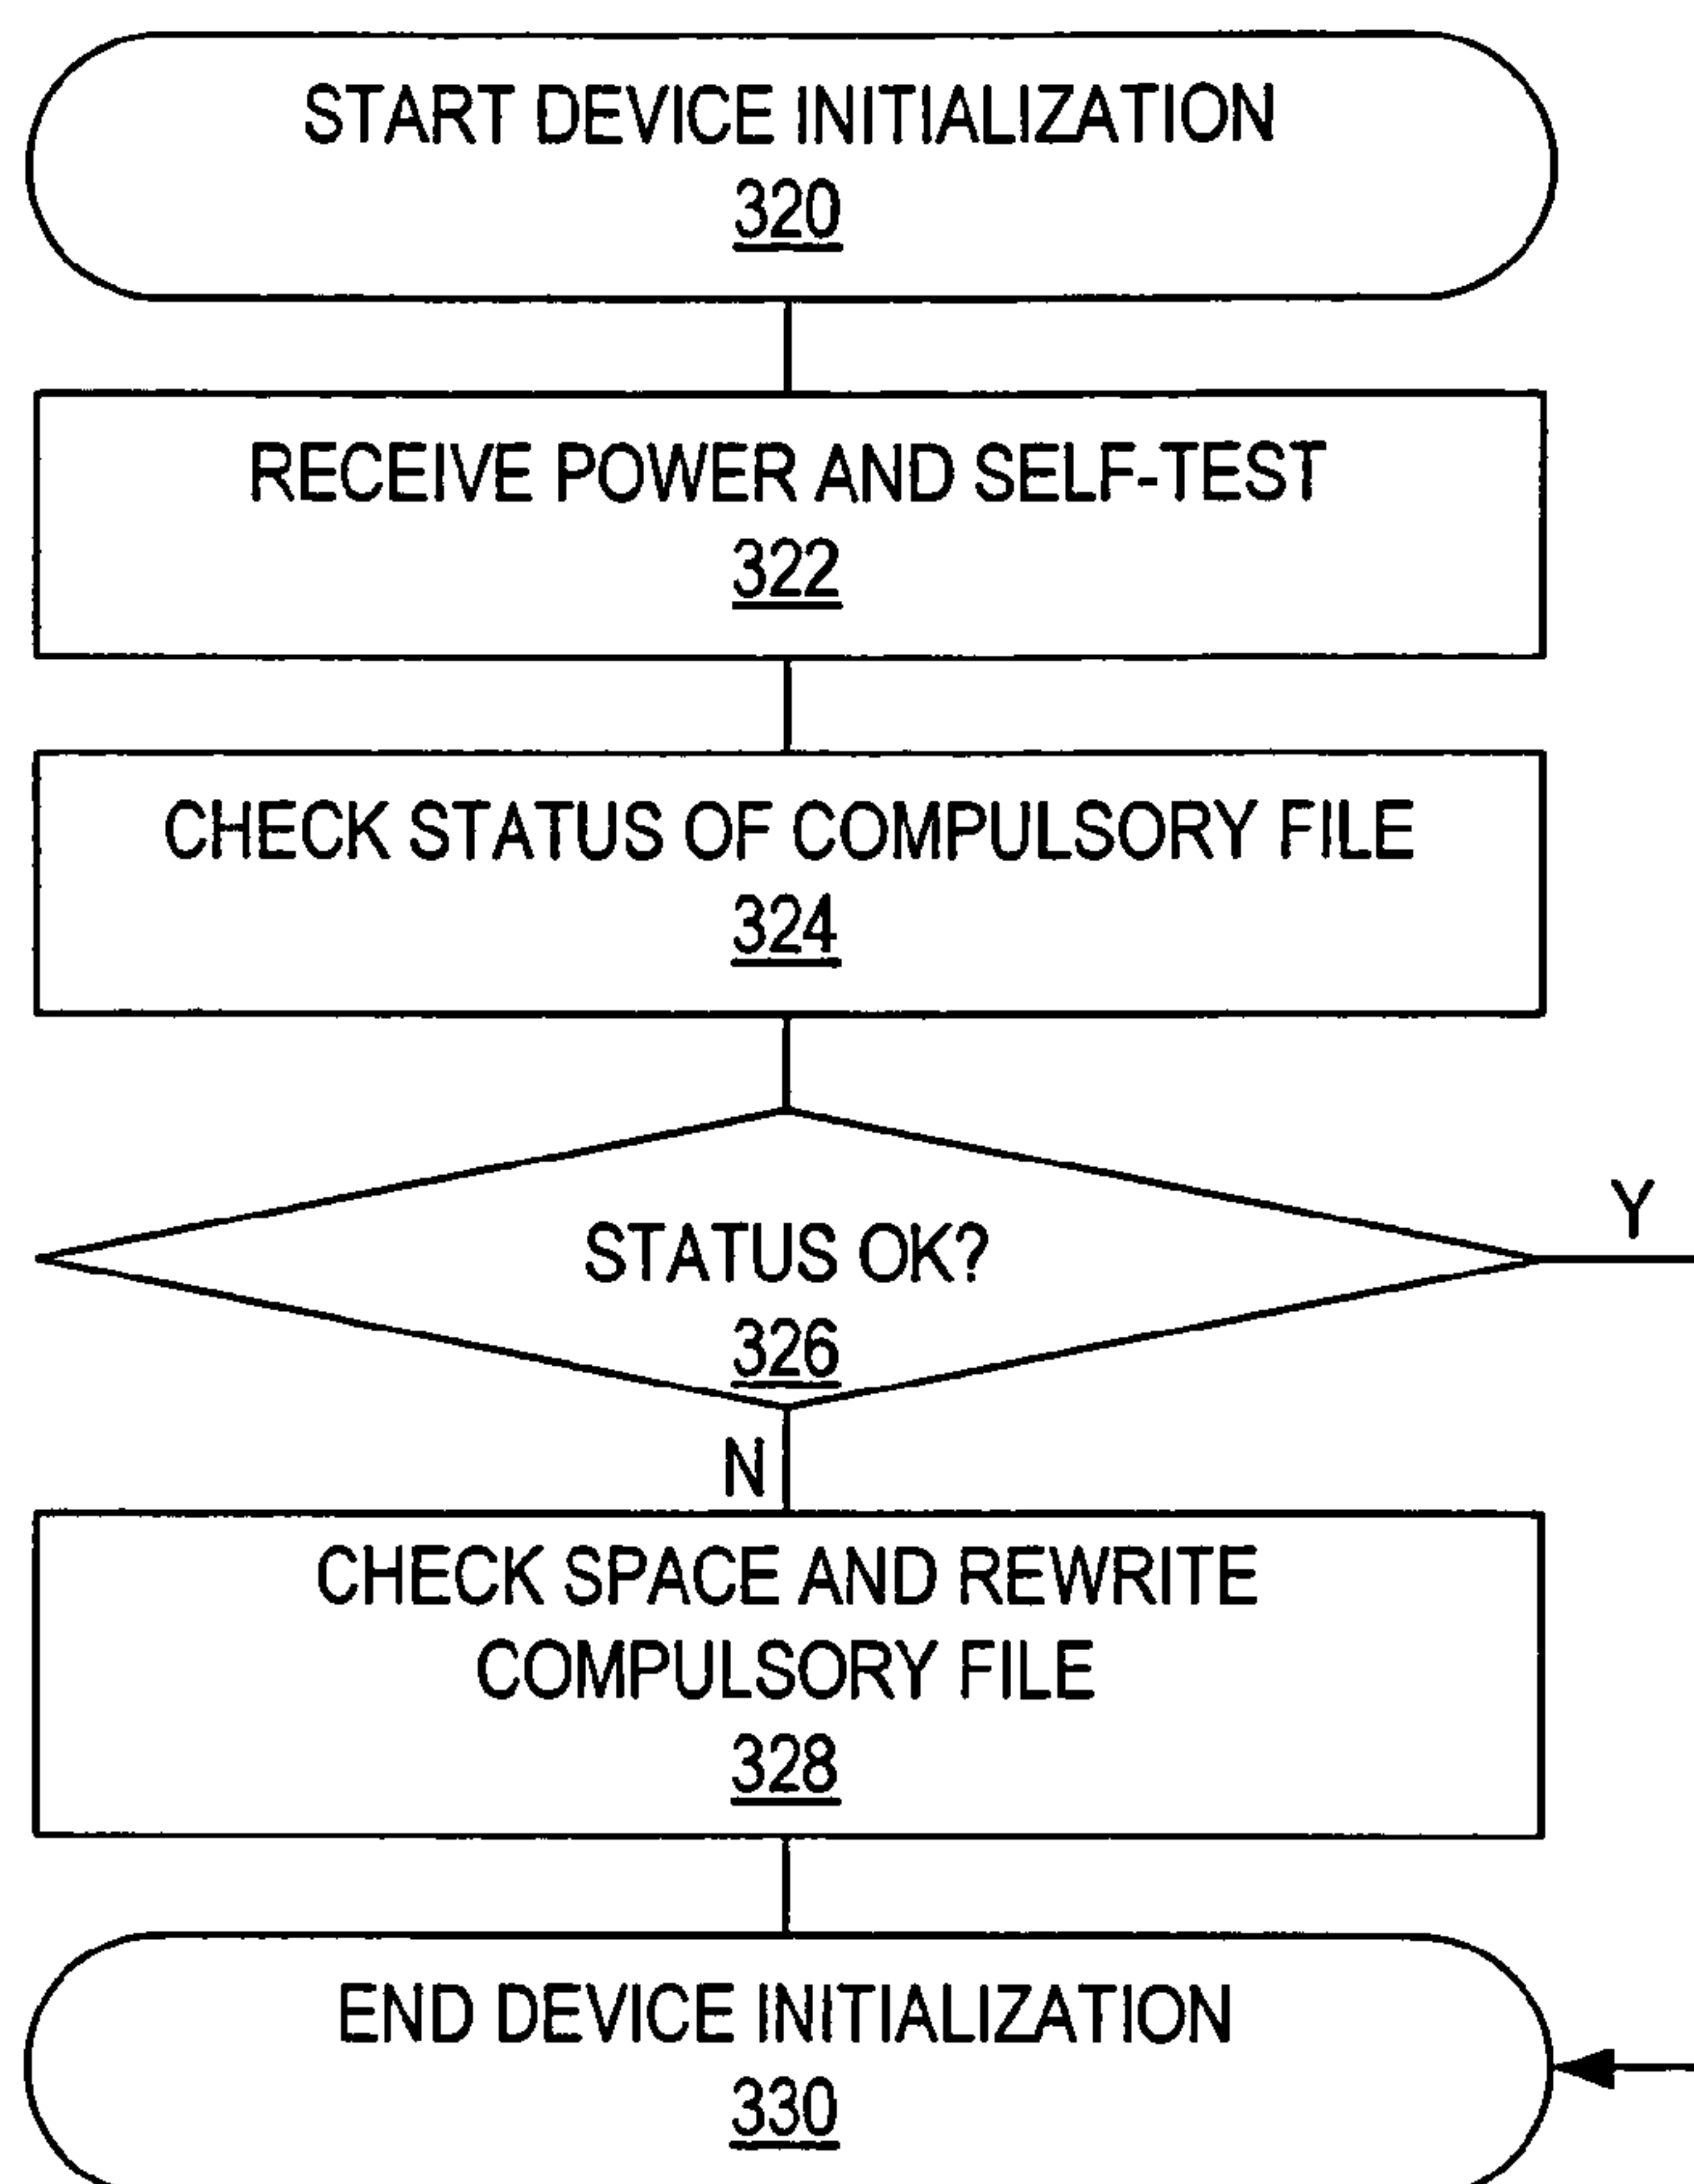 START DEVICE INITIALIZATION
320
RECEIVE POWER AND SELF-TEST
322
CHECK STATUS OF COMPULSORY FILE
324
STATUS OK?
326
Y
N
CHECK SPACE AND REWRITE
COMPULSORY FILE
328
END DEVICE INITIALIZATION
330